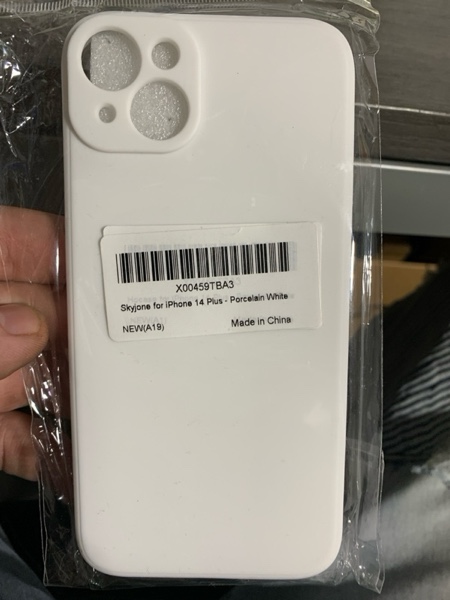 X00459TBA3
Skyjone for iPhone 14 Plus - Porcelain White
NEW(A19)
Made in China